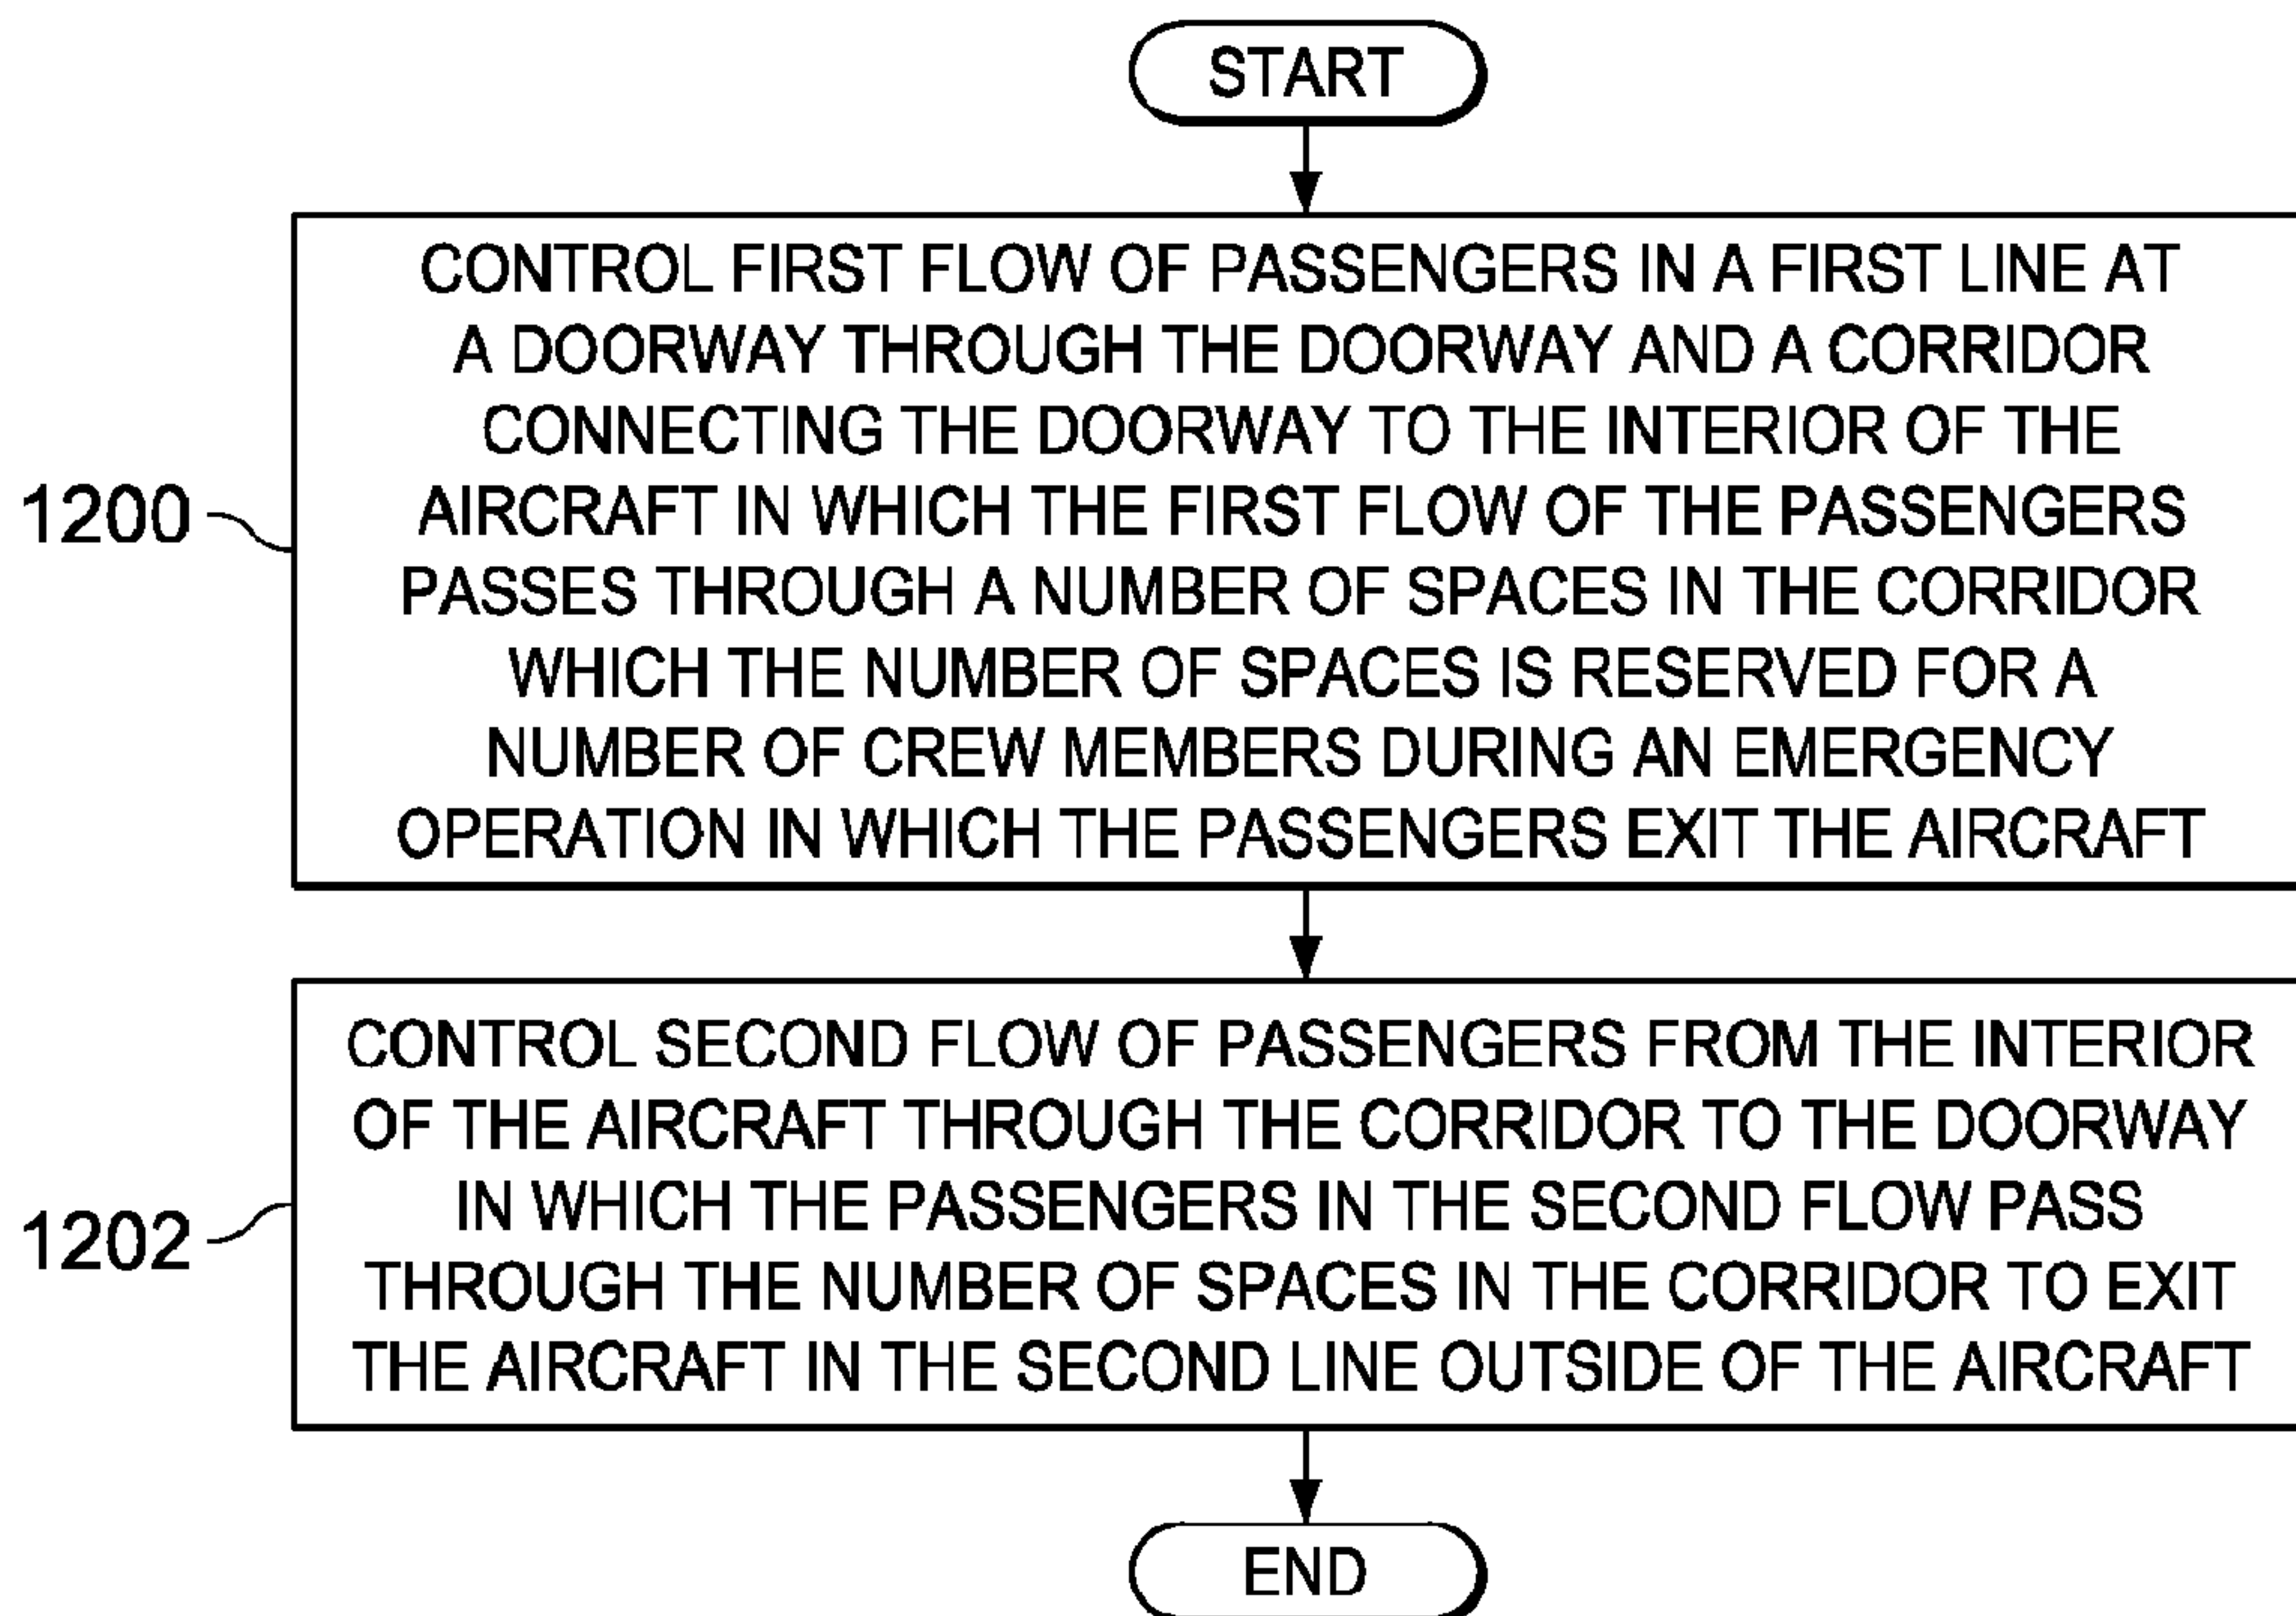 START
CONTROL FIRST FLOW OF PASSENGERS IN A FIRST LINE AT
A DOORWAY THROUGH THE DOORWAY AND A CORRIDOR
CONNECTING THE DOORWAY TO THE INTERIOR OF THE
AIRCRAFT IN WHICH THE FIRST FLOW OF THE PASSENGERS
PASSES THROUGH A NUMBER OF SPACES IN THE CORRIDOR
WHICH THE NUMBER OF SPACES IS RESERVED FOR A
NUMBER OF CREW MEMBERS DURING AN EMERGENCY
OPERATION IN WHICH THE PASSENGERS EXIT THE AIRCRAFT
1200
CONTROL SECOND FLOW OF PASSENGERS FROM THE INTERIOR
OF THE AIRCRAFT THROUGH THE CORRIDOR TO THE DOORWAY
IN WHICH THE PASSENGERS IN THE SECOND FLOW PASS
THROUGH THE NUMBER OF SPACES IN THE CORRIDOR TO EXIT
THE AIRCRAFT IN THE SECOND LINE OUTSIDE OF THE AIRCRAFT
1202
END